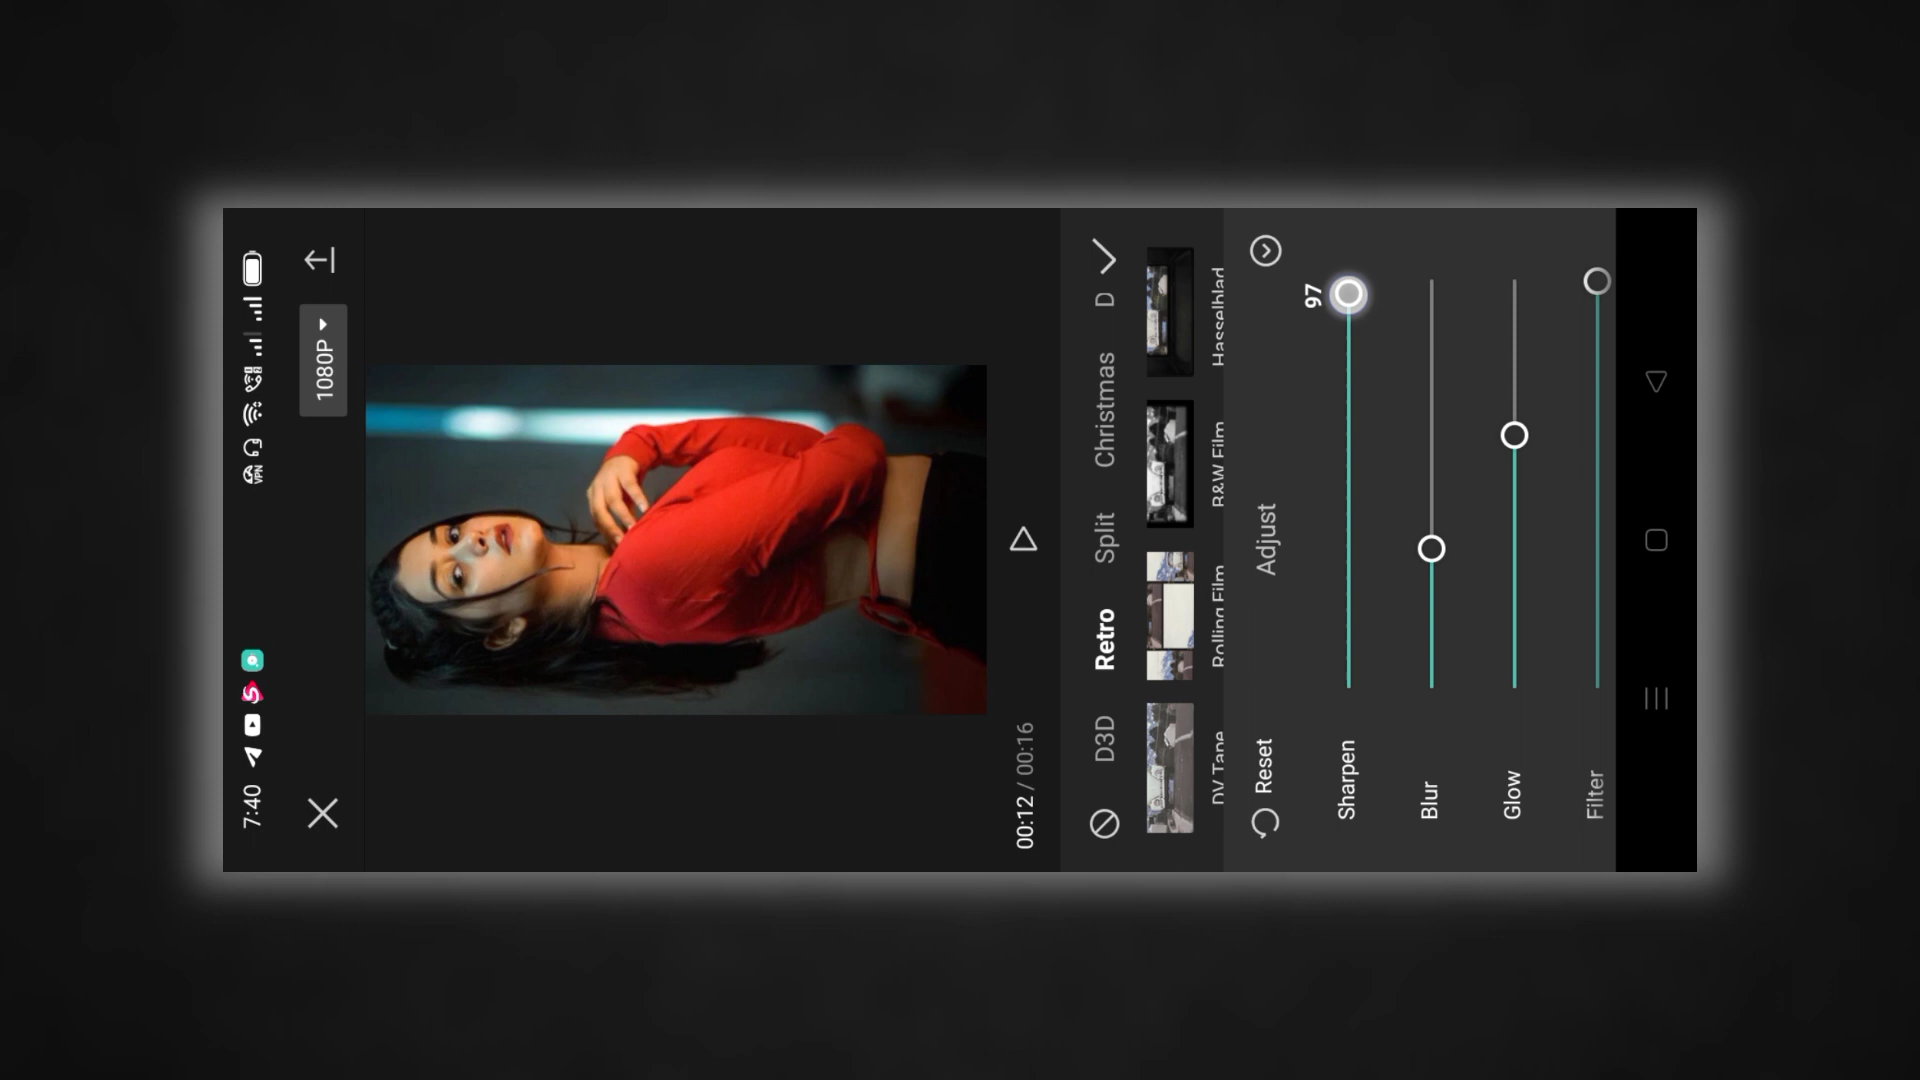 7:40
VPN
1080P
00:12 / 00:16
D3D Retro Split Christmas D
DV Tape Rolling Film B&W Film Hasselblad
Reset Adjust
97
Sharpen
Blur
Glow
Filter